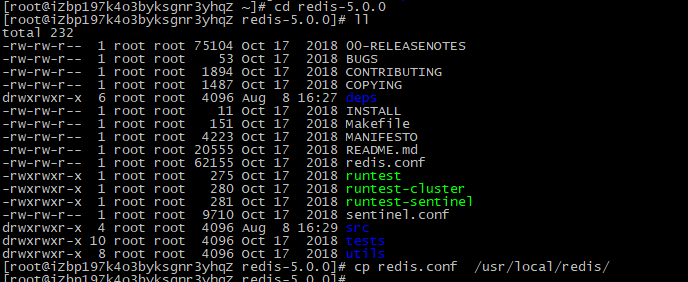 [root@iZbp197k4o3byksgnr3yhqZ ~]# cd redis-5.0.0
[root@iZbp197k4o3byksgnr3yhqZ redis-5.0.0]# ll
total 232
-rw-rw-r-- 1 root root 75104 Oct 17 2018 00-RELEASENOTES
-rw-rw-r-- 1 root root 53 Oct 17 2018 BUGS
-rw-rw-r-- 1 root root 1894 Oct 17 2018 CONTRIBUTING
-rw-rw-r-- 1 root root 1487 Oct 17 2018 COPYING
drwxrwxr-x 6 root root 4096 Aug 8 16:27 deps
-rw-rw-r-- 1 root root 11 Oct 17 2018 INSTALL
-rw-rw-r-- 1 root root 151 Oct 17 2018 Makefile
-rw-rw-r-- 1 root root 4223 Oct 17 2018 MANIFESTO
-rw-rw-r-- 1 root root 20555 Oct 17 2018 README.md
-rw-rw-r-- 1 root root 62155 Oct 17 2018 redis.conf
-rwxrwxr-x 1 root root 275 Oct 17 2018 runtest
-rwxrwxr-x 1 root root 280 Oct 17 2018 runtest-cluster
-rwxrwxr-x 1 root root 281 Oct 17 2018 runtest-sentinel
-rw-rw-r-- 1 root root 9710 Oct 17 2018 sentinel.conf
drwxrwxr-x 4 root root 4096 Aug 8 16:29 src
drwxrwxr-x 10 root root 4096 Oct 17 2018 tests
drwxrwxr-x 8 root root 4096 Oct 17 2018 utils
[root@iZbp197k4o3byksgnr3yhqZ redis-5.0.0]# cp redis.conf /usr/local/redis/
[root@iZbp197k4o3byksgnr3yhqZ redis-5.0.0]#